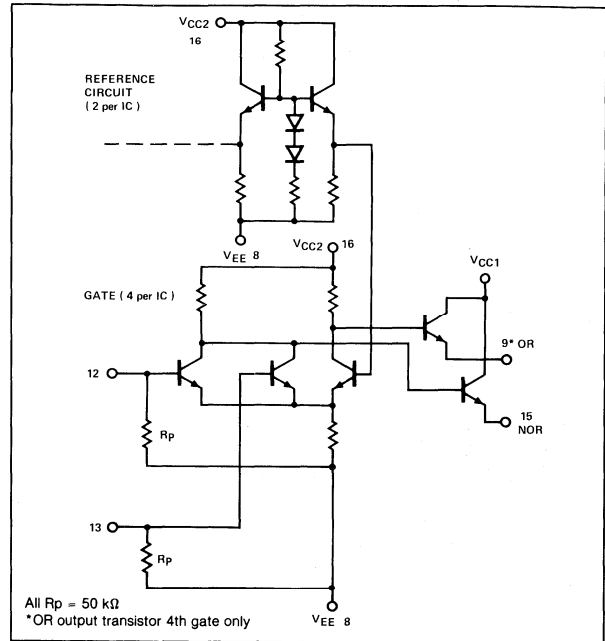 VCC2
16
REFERENCE
CIRCUIT
( 2 per IC )
VEE 8
VCC2 16
VCC1
GATE ( 4 per IC )
9* OR
12
15
NOR
RP
13
RP
All Rp = 50 kΩ
*OR output transistor 4th gate only
VEE 8